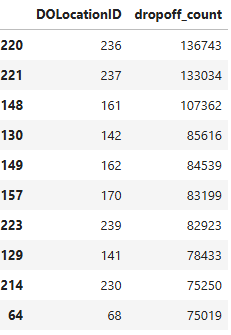 DOLocationID dropoff_count
220 236 136743
221 237 133034
148 161 107362
130 142 85616
149 162 84539
157 170 83199
223 239 82923
129 141 78433
214 230 75250
64 68 75019